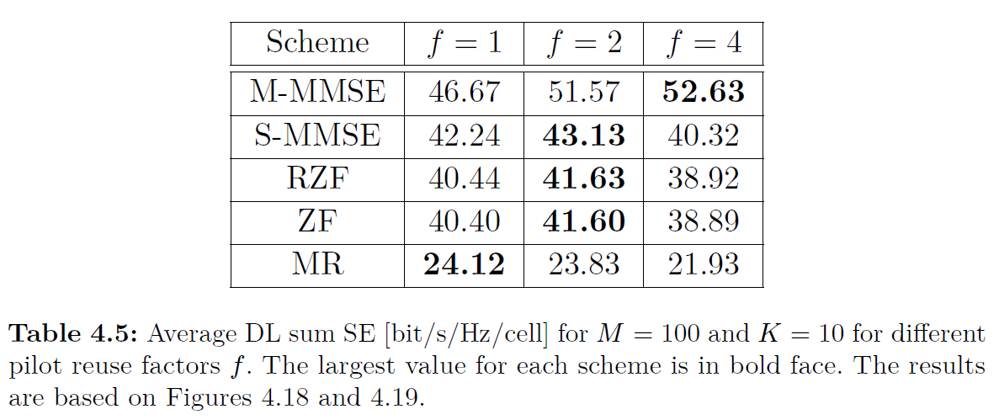 Scheme f = 1 f = 2 f = 4
M-MMSE 46.67 51.57 52.63
S-MMSE 42.24 43.13 40.32
RZF 40.44 41.63 38.92
ZF 40.40 41.60 38.89
MR 24.12 23.83 21.93
Table 4.5: Average DL sum SE [bit/s/Hz/cell] for M = 100 and K = 10 for different
pilot reuse factors f. The largest value for each scheme is in bold face. The results
are based on Figures 4.18 and 4.19.